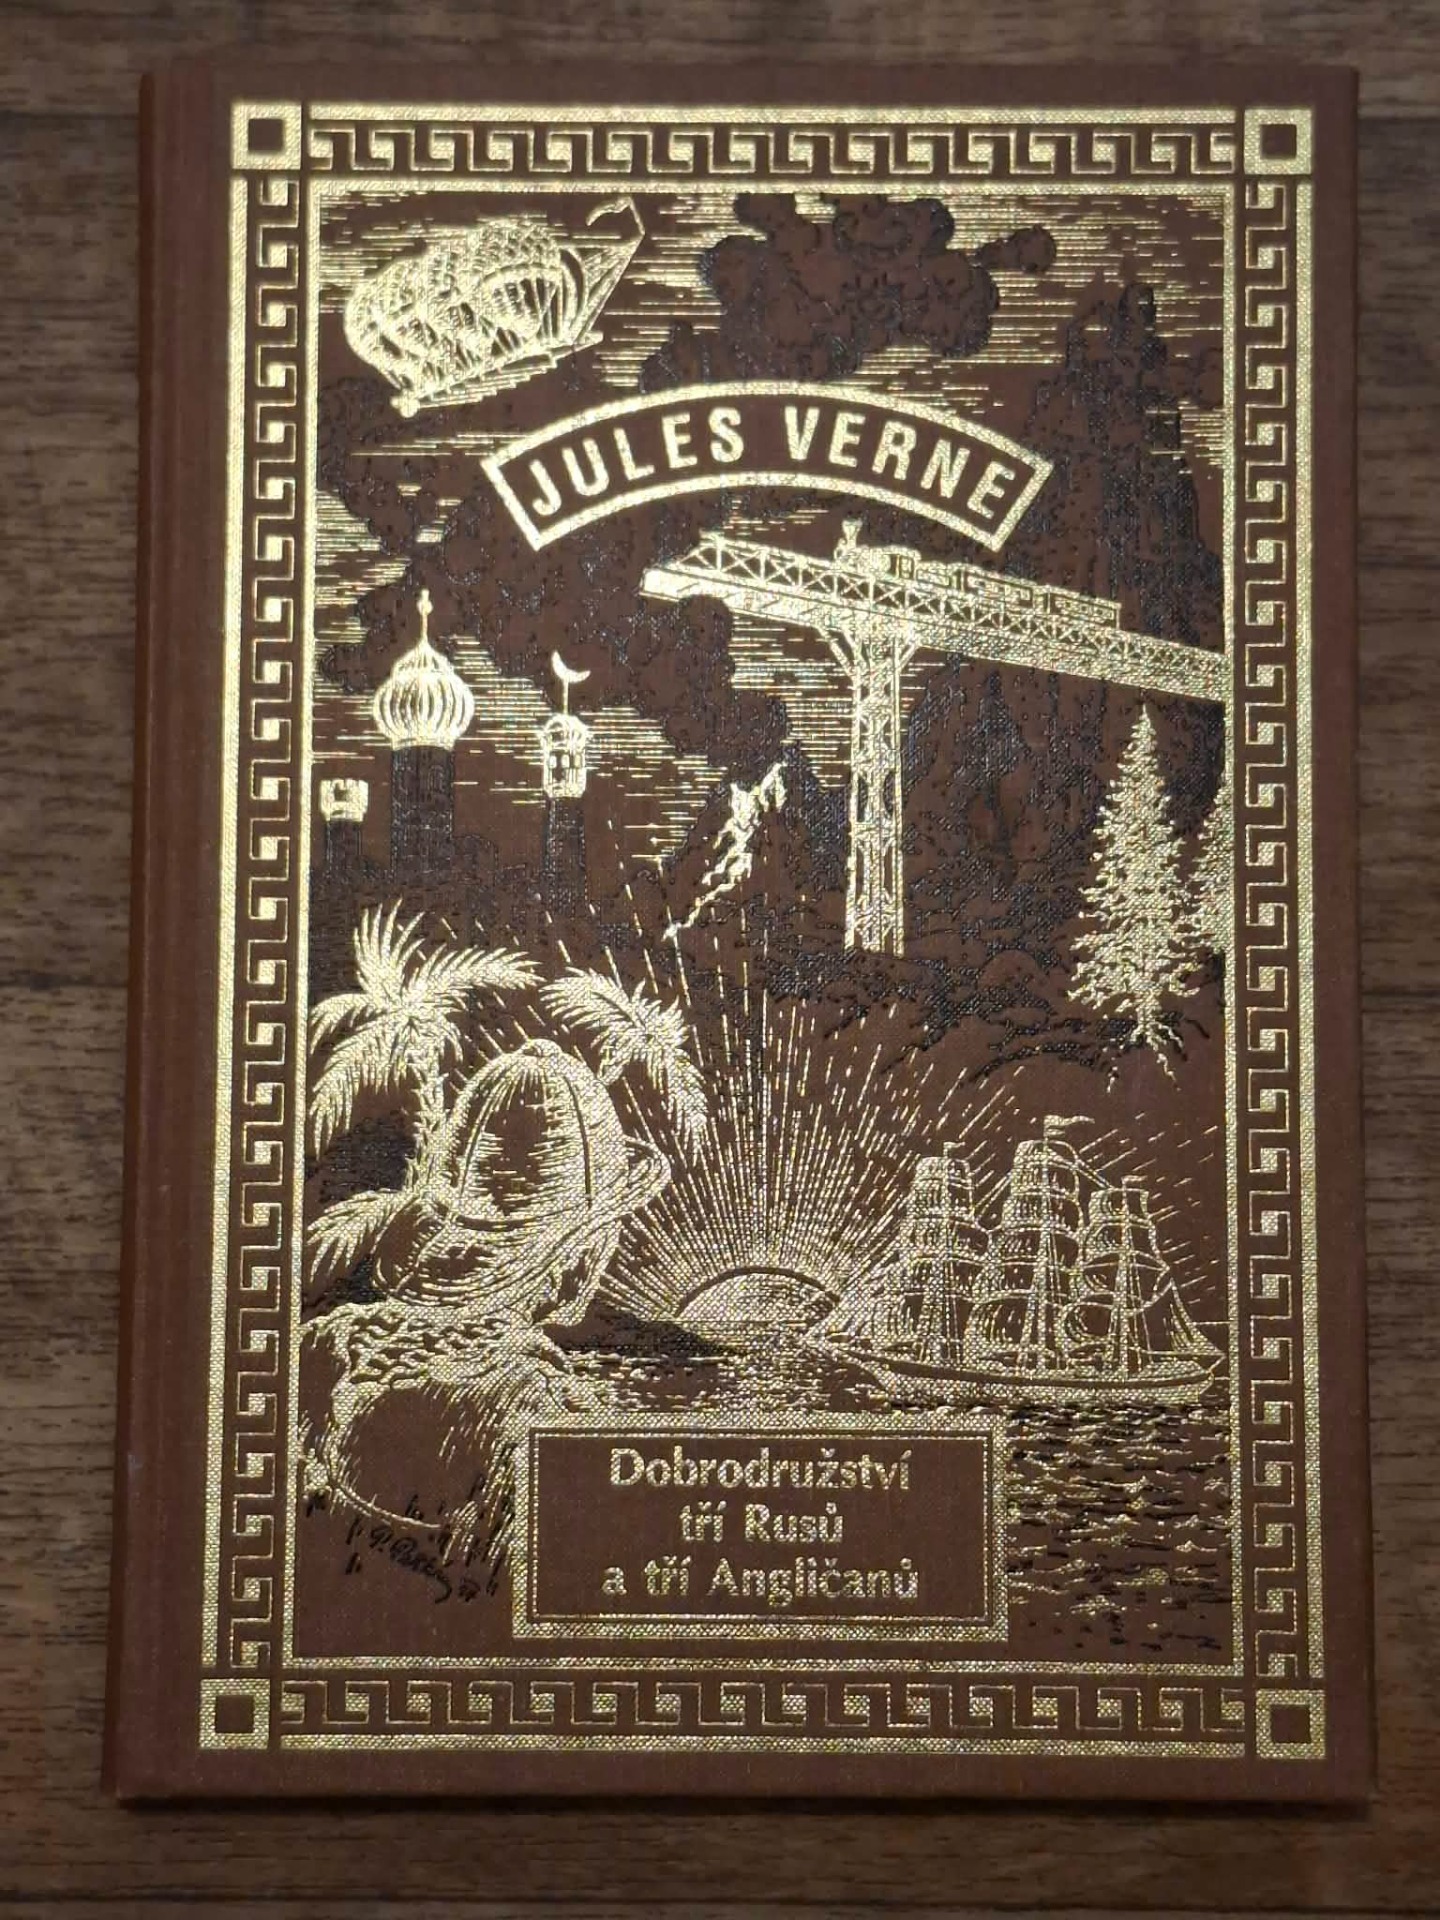 JULES VERNE
Dobrodružství
tří Rusů
a tří Angličanů